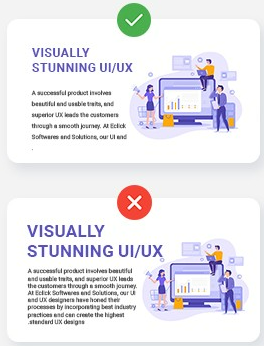 VISUALLY
STUNNING UI/UX
A successful product involves
beautiful and usable traits, and
superior UX leads the customers
through a smooth journey. At Eclick
Softwares and Solutions, our UI and
.
VISUALLY
STUNNING UI/UX
A successful product involves beautiful
and usable traits, and superior UX leads
the customers through a smooth journey.
At Eclick Softwares and Solutions, our UI
and UX designers have honed their
processes by incorporating best industry
practices and can create the highest
.standard UX designs